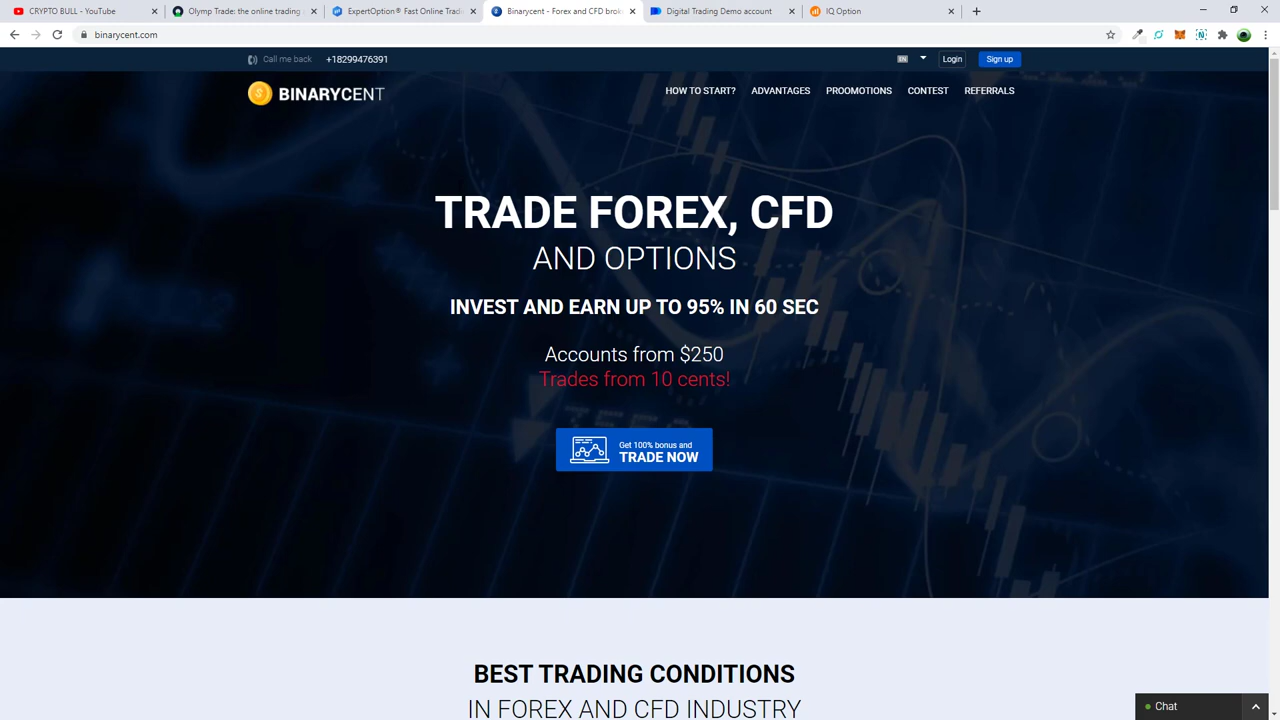 CRYPTO BULL - YouTube
Olymp Trade: the online trading
ExpertOption® Fast Online Tradi
Binarycent - Forex and CFD brok
Digital Trading Demo account
IQ Option
binarycent.com
Call me back +18299476391
EN
Login
Sign up
BINARYCENT
HOW TO START? ADVANTAGES PROOMOTIONS CONTEST REFERRALS
TRADE FOREX, CFD
AND OPTIONS
INVEST AND EARN UP TO 95% IN 60 SEC
Accounts from $250
Trades from 10 cents!
Get 100% bonus and
TRADE NOW
BEST TRADING CONDITIONS
IN FOREX AND CFD INDUSTRY
Chat